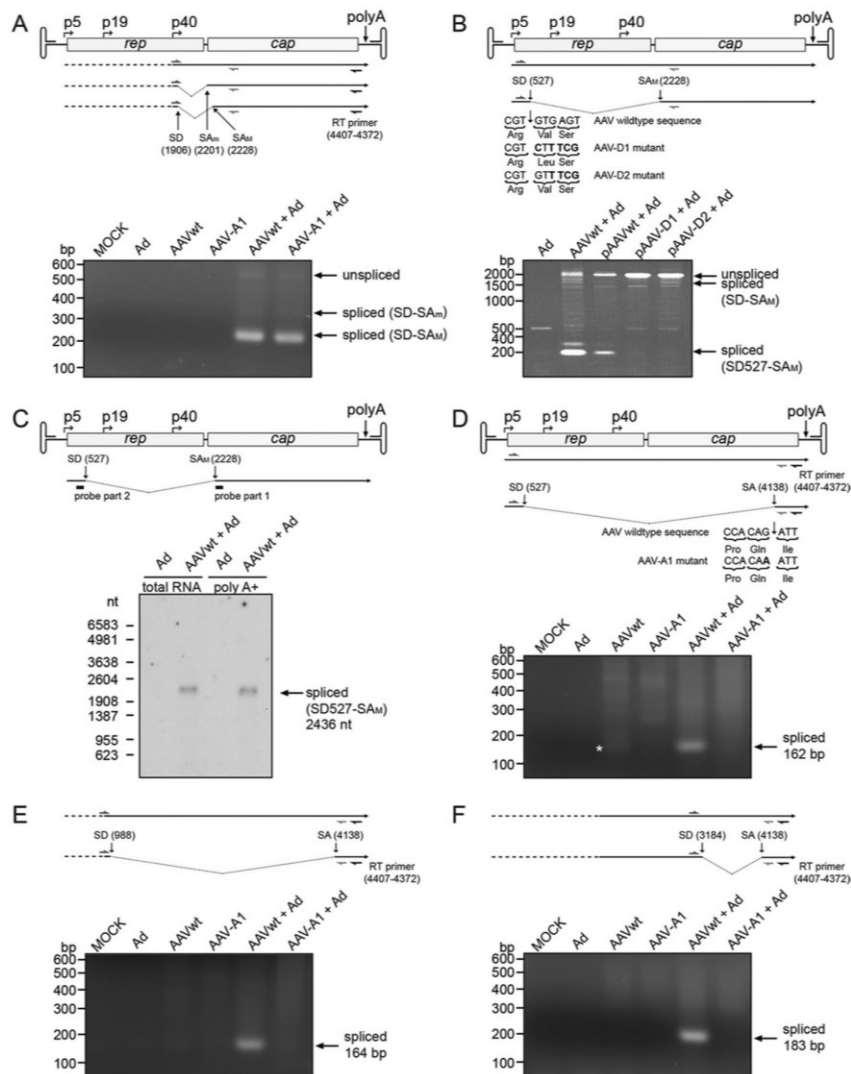 A
p5 p19 p40 polyA
rep cap
SD SAm SAM
(1906) (2201) (2228)
RT primer
(4407-4372)
MOCK Ad AAVwt AAV-A1 AAVwt + Ad AAV-A1 + Ad
bp
600
500
400
300
200
100
unspliced
spliced (SD-SAm)
spliced (SD-SAM)
B
p5 p19 p40 polyA
rep cap
SD (527) SAM (2228)
CGT GTG AGT AAV wildtype sequence
Arg Val Ser
CGT CTT TCG AAV-D1 mutant
Arg Leu Ser
CGT GTT TCG AAV-D2 mutant
Arg Val Ser
Ad AAVwt + Ad pAAVwt + Ad pAAV-D1 + Ad pAAV-D2 + Ad
bp
2000
1500
1000
500
400
200
unspliced
spliced
(SD-SAM)
spliced
(SD527-SAM)
C
p5 p19 p40 polyA
rep cap
SD (527) SAM (2228)
probe part 2 probe part 1
Ad AAVwt + Ad Ad AAVwt + Ad
total RNA poly A+
nt
6583
4981
3638
2604
1908
1387
955
623
spliced
(SD527-SAM)
2436 nt
D
p5 p19 p40 polyA
rep cap
RT primer
(4407-4372)
SD (527) SA (4138)
AAV wildtype sequence CCA CAG ATT
Pro Gln Ile
AAV-A1 mutant CCA CAA ATT
Pro Gln Ile
MOCK Ad AAVwt AAV-A1 AAVwt + Ad AAV-A1 + Ad
bp
600
500
400
300
200
100
*
spliced
162 bp
E
SD (988) SA (4138)
RT primer
(4407-4372)
MOCK Ad AAVwt AAV-A1 AAVwt + Ad AAV-A1 + Ad
bp
600
500
400
300
200
100
spliced
164 bp
F
SD (3184) SA (4138)
RT primer
(4407-4372)
MOCK Ad AAVwt AAV-A1 AAVwt + Ad AAV-A1 + Ad
bp
600
500
400
300
200
100
spliced
183 bp